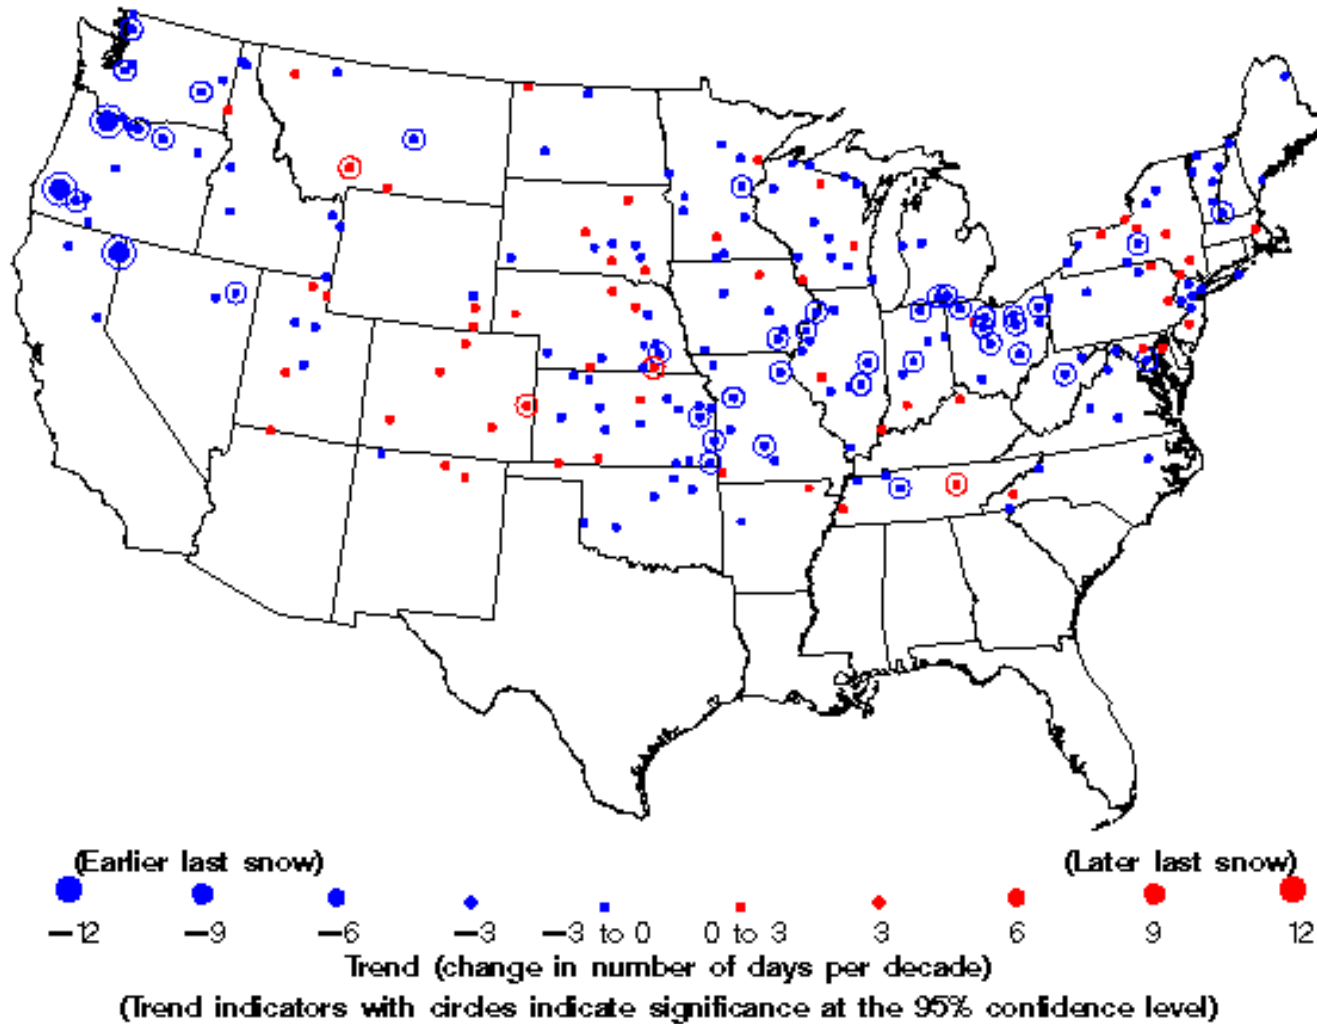 (Earlier last snow) (Later last snow)
−12 −9 −6 −3 −3 to 0 0 to 3 3 6 9 12
Trend (change in number of days per decade)
(Trend indicators with circles indicate significance at the 95% confidence level)